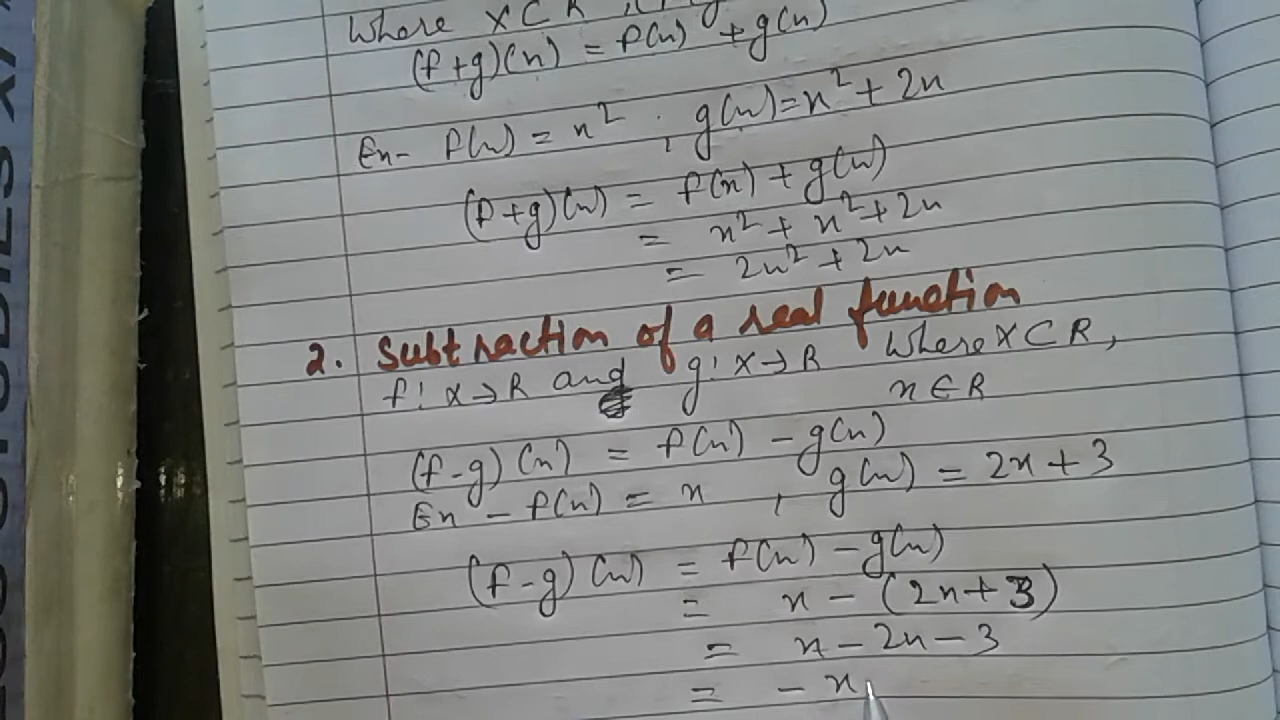 Where X⊂R
(f+g)(x) = f(x) + g(x)
Ex- f(x) = x², g(x)=x²+2x
(f+g)(x) = f(x)+g(x)
= x²+x²+2x
= 2x²+2x
2. Subtraction of a real function
f: X→R and g: X→R where X⊂R,
x∈R
(f-g)(x) = f(x) -g(x)
Ex - f(x) = x , g(x) = 2x+3
(f-g)(x) = f(x) -g(x)
= x - (2x+3)
= x-2x-3
= -x